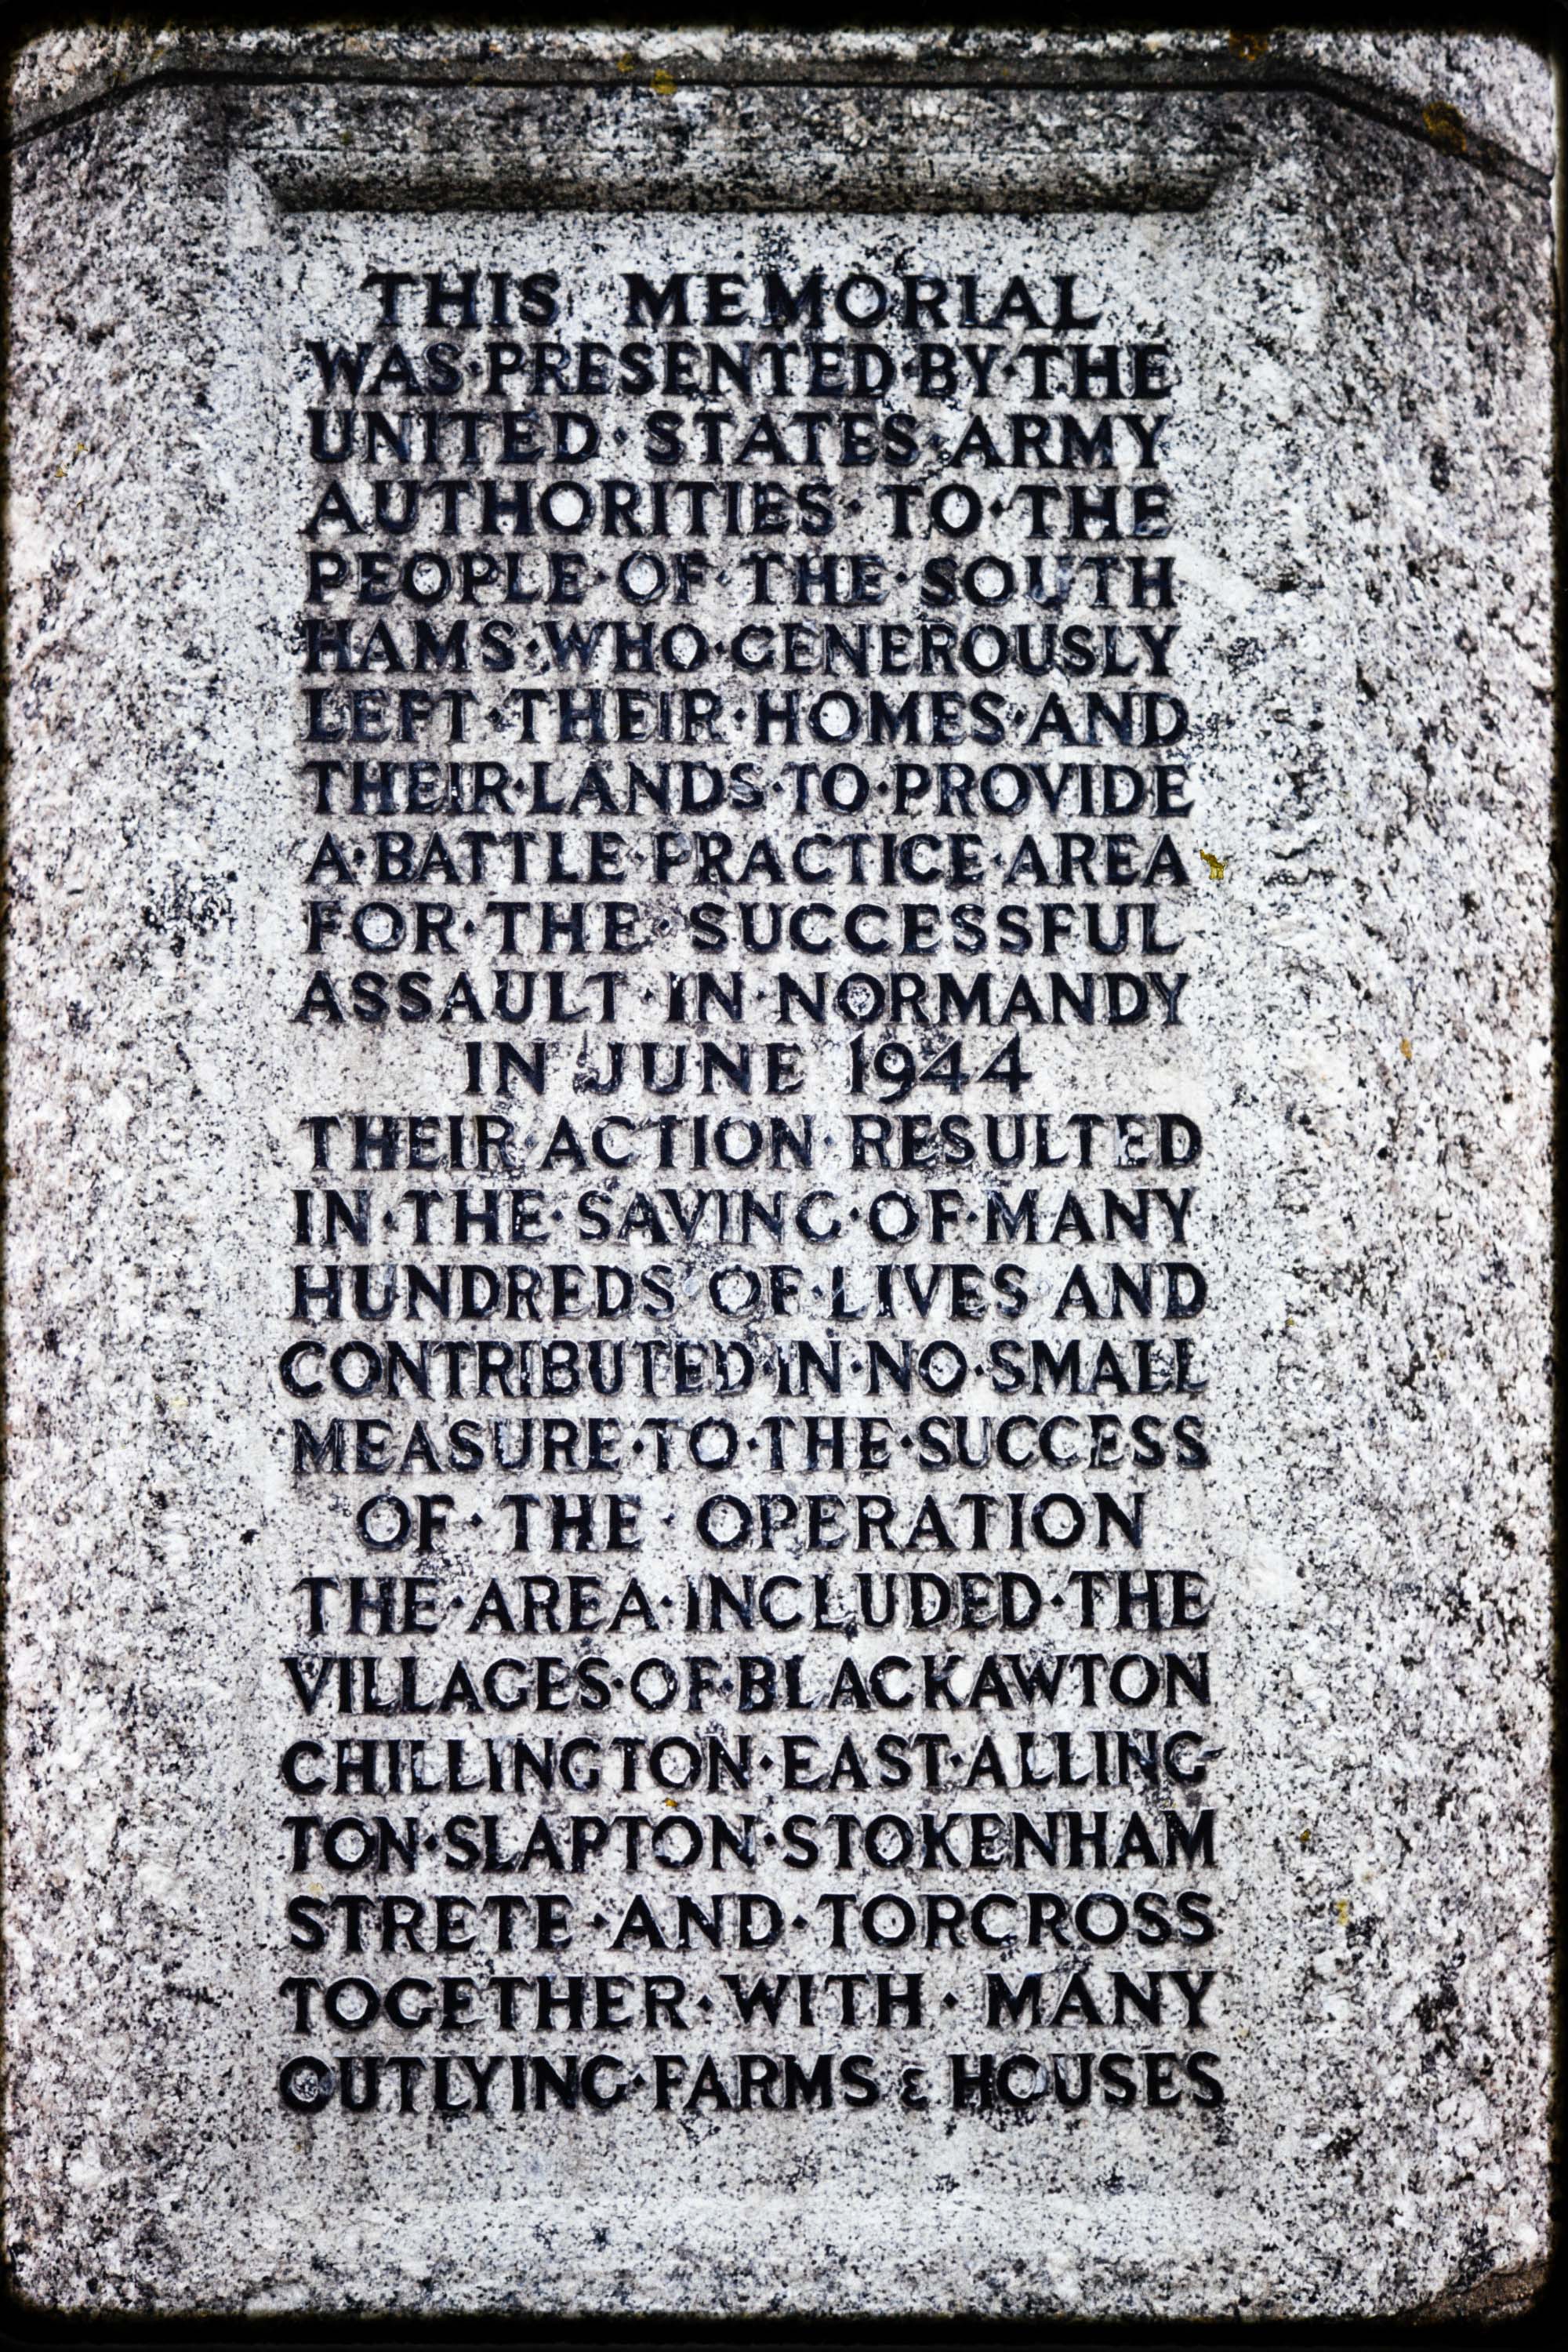 THIS MEMORIAL
WAS·PRESENTED·BY·THE
UNITED·STATES·ARMY
AUTHORITIES·TO·THE
PEOPLE·OF·THE·SOUTH
HAMS·WHO·GENEROUSLY
LEFT·THEIR·HOMES·AND
THEIR·LANDS·TO·PROVIDE
A·BATTLE·PRACTICE·AREA
FOR·THE·SUCCESSFUL
ASSAULT·IN·NORMANDY
IN JUNE 1944
THEIR·ACTION·RESULTED
IN·THE·SAVING·OF·MANY
HUNDREDS·OF·LIVES AND
CONTRIBUTED·IN·NO·SMALL
MEASURE·TO·THE·SUCCESS
OF·THE·OPERATION
THE·AREA·INCLUDED·THE
VILLAGES·OF·BLACKAWTON
CHILLINGTON·EAST·ALLING-
TON·SLAPTON·STOKENHAM
STRETE·AND·TORCROSS
TOGETHER·WITH·MANY
OUTLYING·FARMS & HOUSES